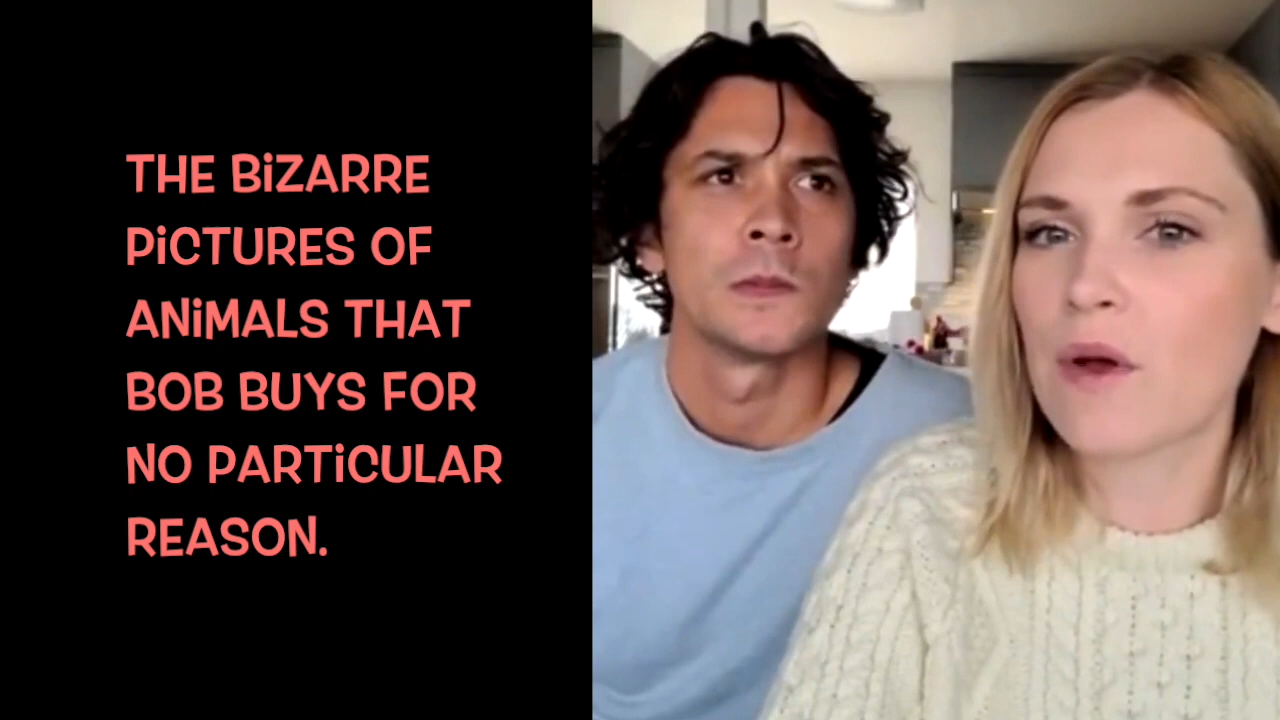 THE BiZARRE
PiCTURES OF
ANiMALS THAT
BOB BUYS FOR
NO PARTiCULAR
REASON.